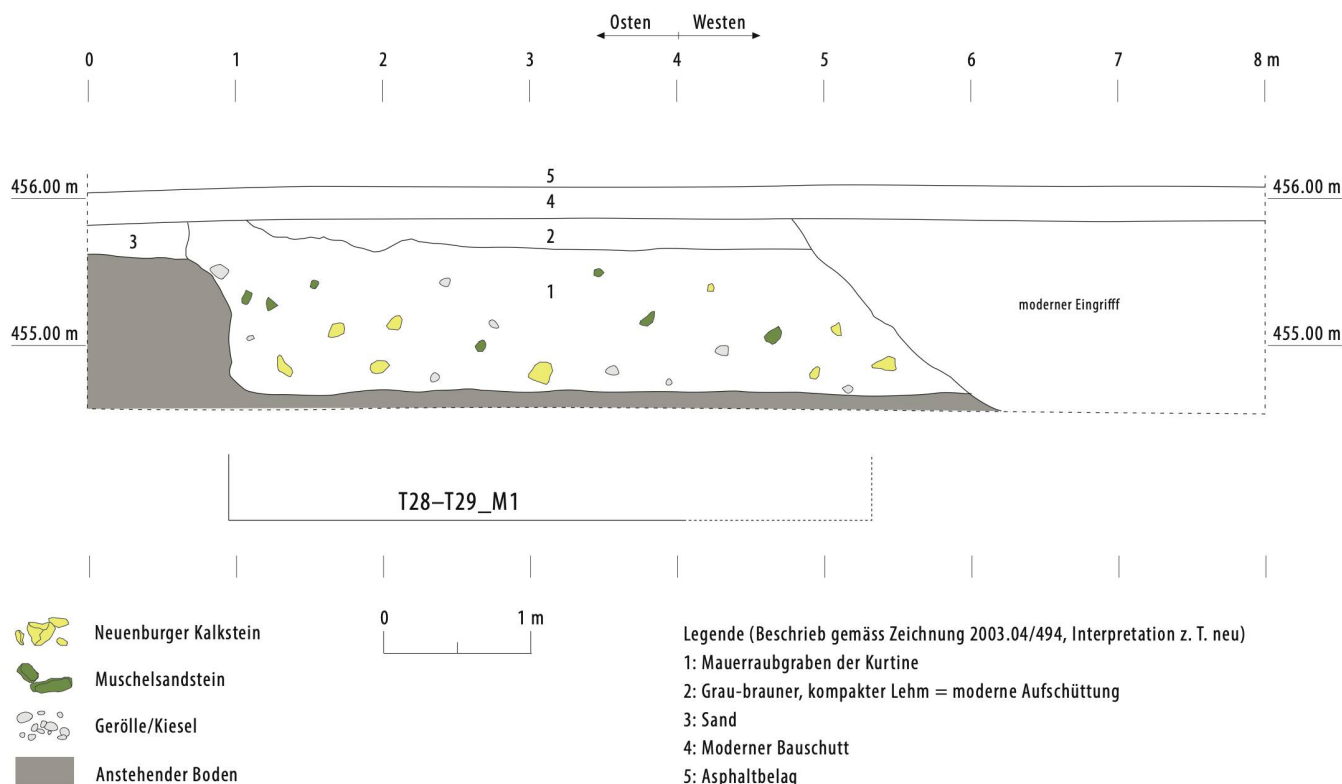 Osten Westen
0 1 2 3 4 5 6 7 8 m
5
456.00 m 456.00 m
4
3
2
1
moderner Eingrifff
455.00 m 455.00 m
T28–T29_M1
0 1 m
Neuenburger Kalkstein
Muschelsandstein
Gerölle/Kiesel
Anstehender Boden
Legende (Beschrieb gemäss Zeichnung 2003.04/494, Interpretation z. T. neu)
1: Mauerraubgraben der Kurtine
2: Grau-brauner, kompakter Lehm = moderne Aufschüttung
3: Sand
4: Moderner Bauschutt
5: Asphaltbelag